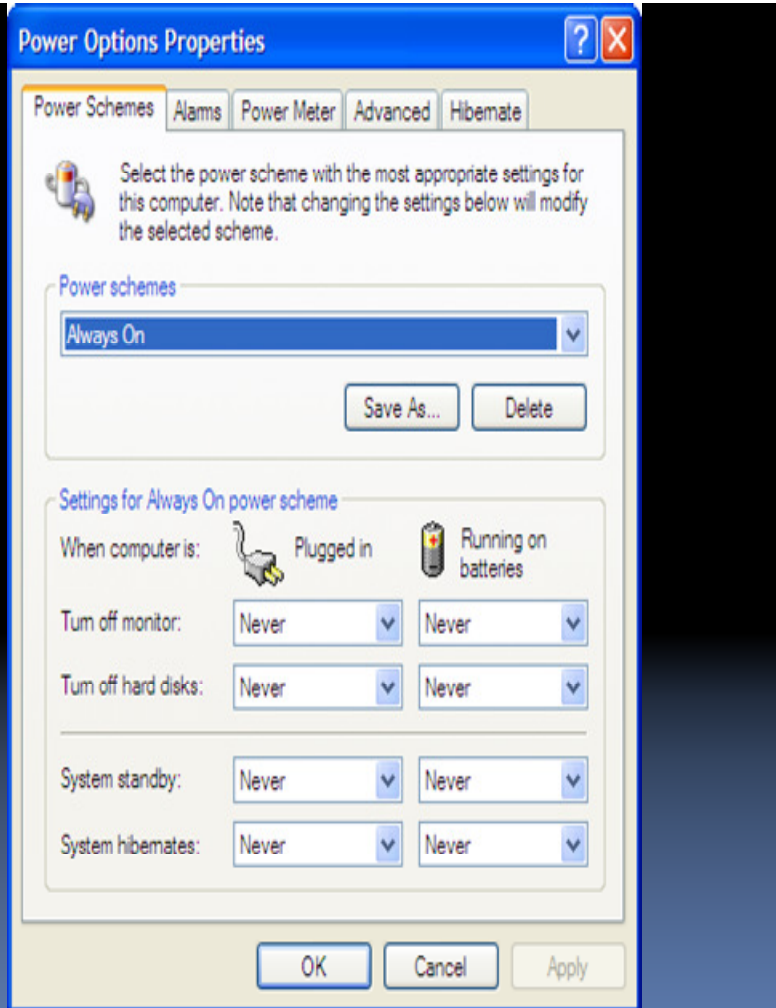 Power Options Properties
Power Schemes Alarms Power Meter Advanced Hibernate
Select the power scheme with the most appropriate settings for
this computer. Note that changing the settings below will modify
the selected scheme.
Power schemes
Always On
Save As... Delete
Settings for Always On power scheme
When computer is: Plugged in Running on
batteries
Turn off monitor: Never Never
Turn off hard disks: Never Never
System standby: Never Never
System hibernates: Never Never
OK Cancel Apply